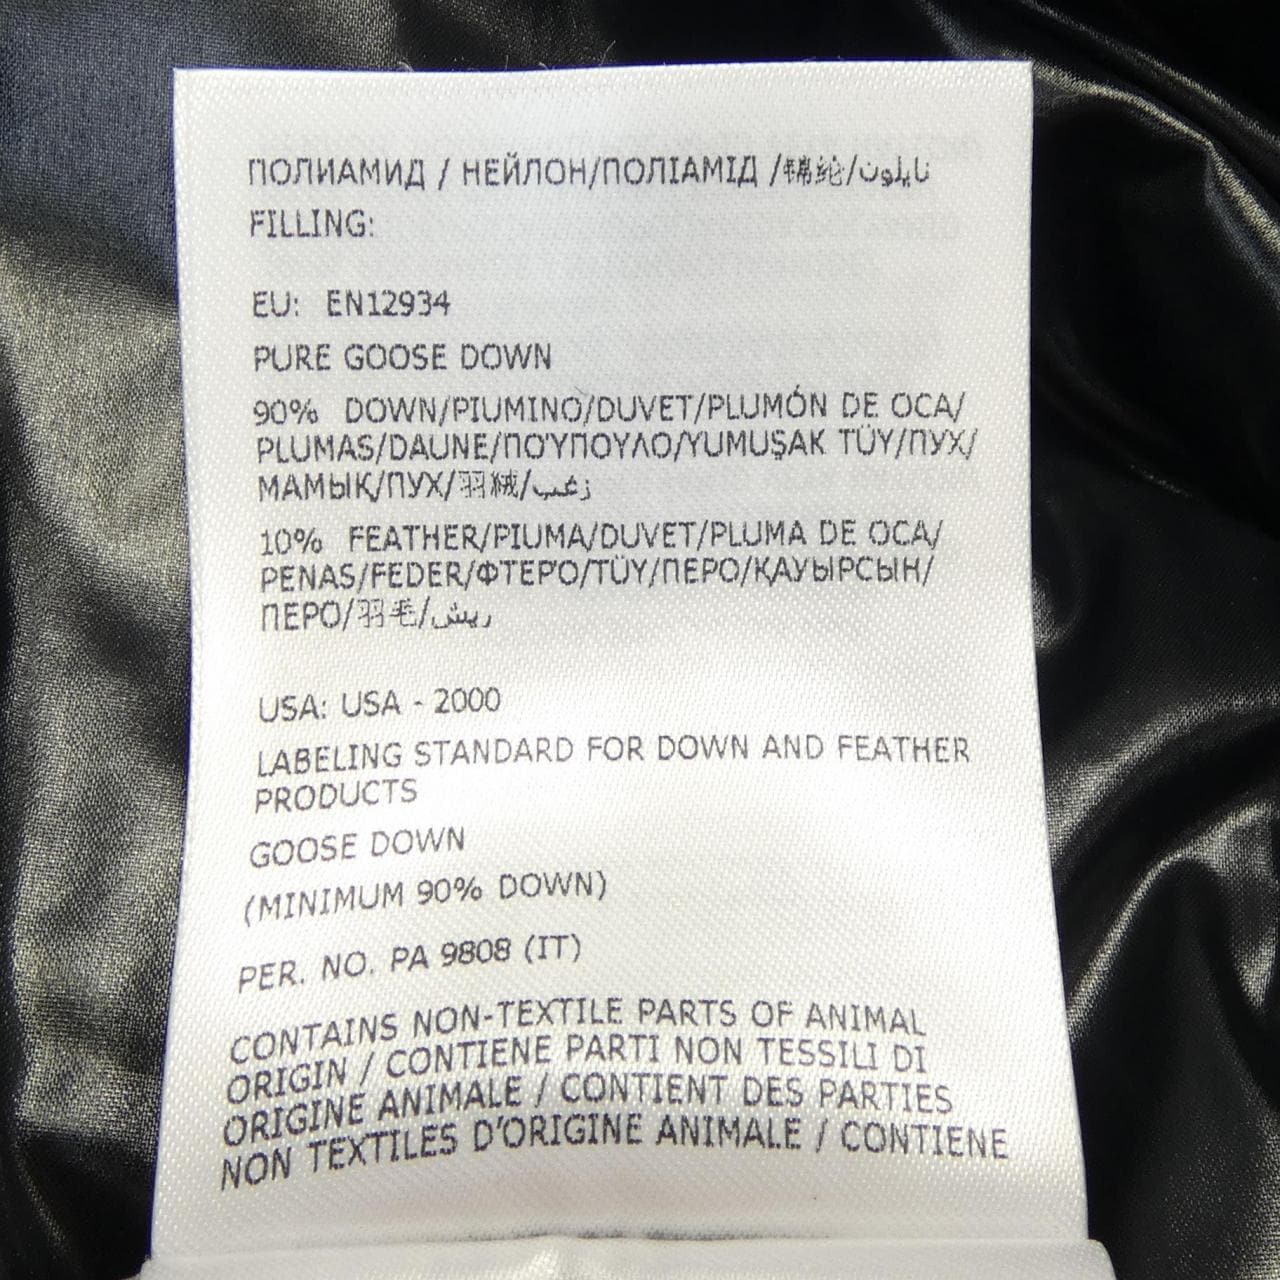 ПОЛИАМИД / НЕЙЛОН/ПОЛІАМІД /锦纶/نايلون
FILLING:
EU: EN12934
PURE GOOSE DOWN
90% DOWN/PIUMINO/DUVET/PLUMÓN DE OCA/
PLUMAS/DAUNE/ΠΟΎΠΟΥΛΟ/YUMUŞAK TÜY/ПУХ/
МАМЫҚ/ПУХ/羽绒/زغب
10% FEATHER/PIUMA/DUVET/PLUMA DE OCA/
PENAS/FEDER/ΦΤΕΡΌ/TÜY/ПЕРО/ҚАУЫРСЫН/
ПЕРО/羽毛/ريش
USA: USA - 2000
LABELING STANDARD FOR DOWN AND FEATHER
PRODUCTS
GOOSE DOWN
(MINIMUM 90% DOWN)
PER. NO. PA 9808 (IT)
CONTAINS NON-TEXTILE PARTS OF ANIMAL
ORIGIN / CONTIENE PARTI NON TESSILI DI
ORIGINE ANIMALE / CONTIENT DES PARTIES
NON TEXTILES D'ORIGINE ANIMALE / CONTIENE